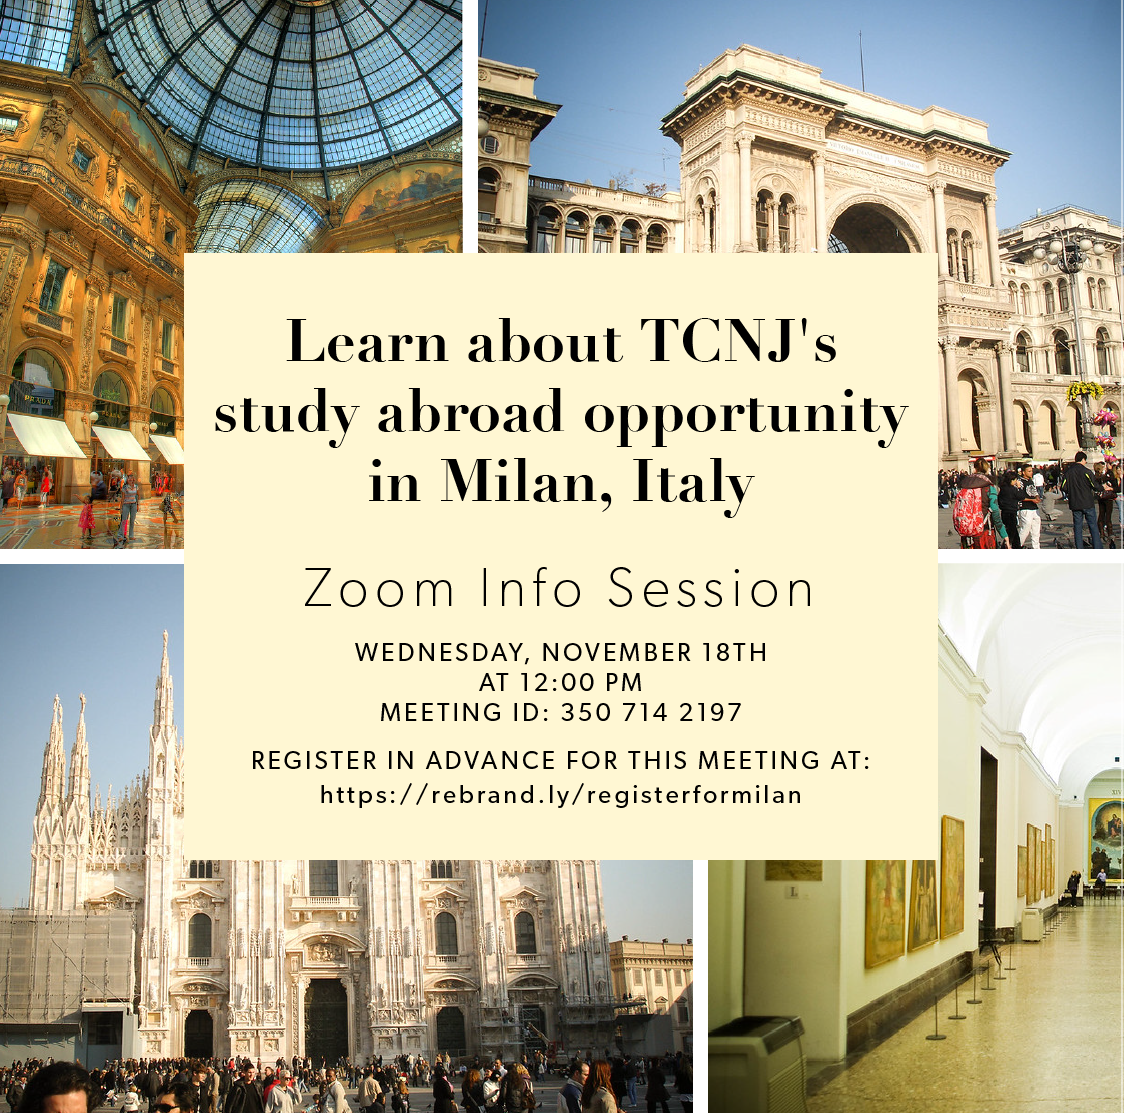 Learn about TCNJ's
study abroad opportunity
in Milan, Italy
Zoom Info Session
WEDNESDAY, NOVEMBER 18TH
AT 12:00 PM
MEETING ID: 350 714 2197
REGISTER IN ADVANCE FOR THIS MEETING AT:
https://rebrand.ly/registerformilan
PRADA